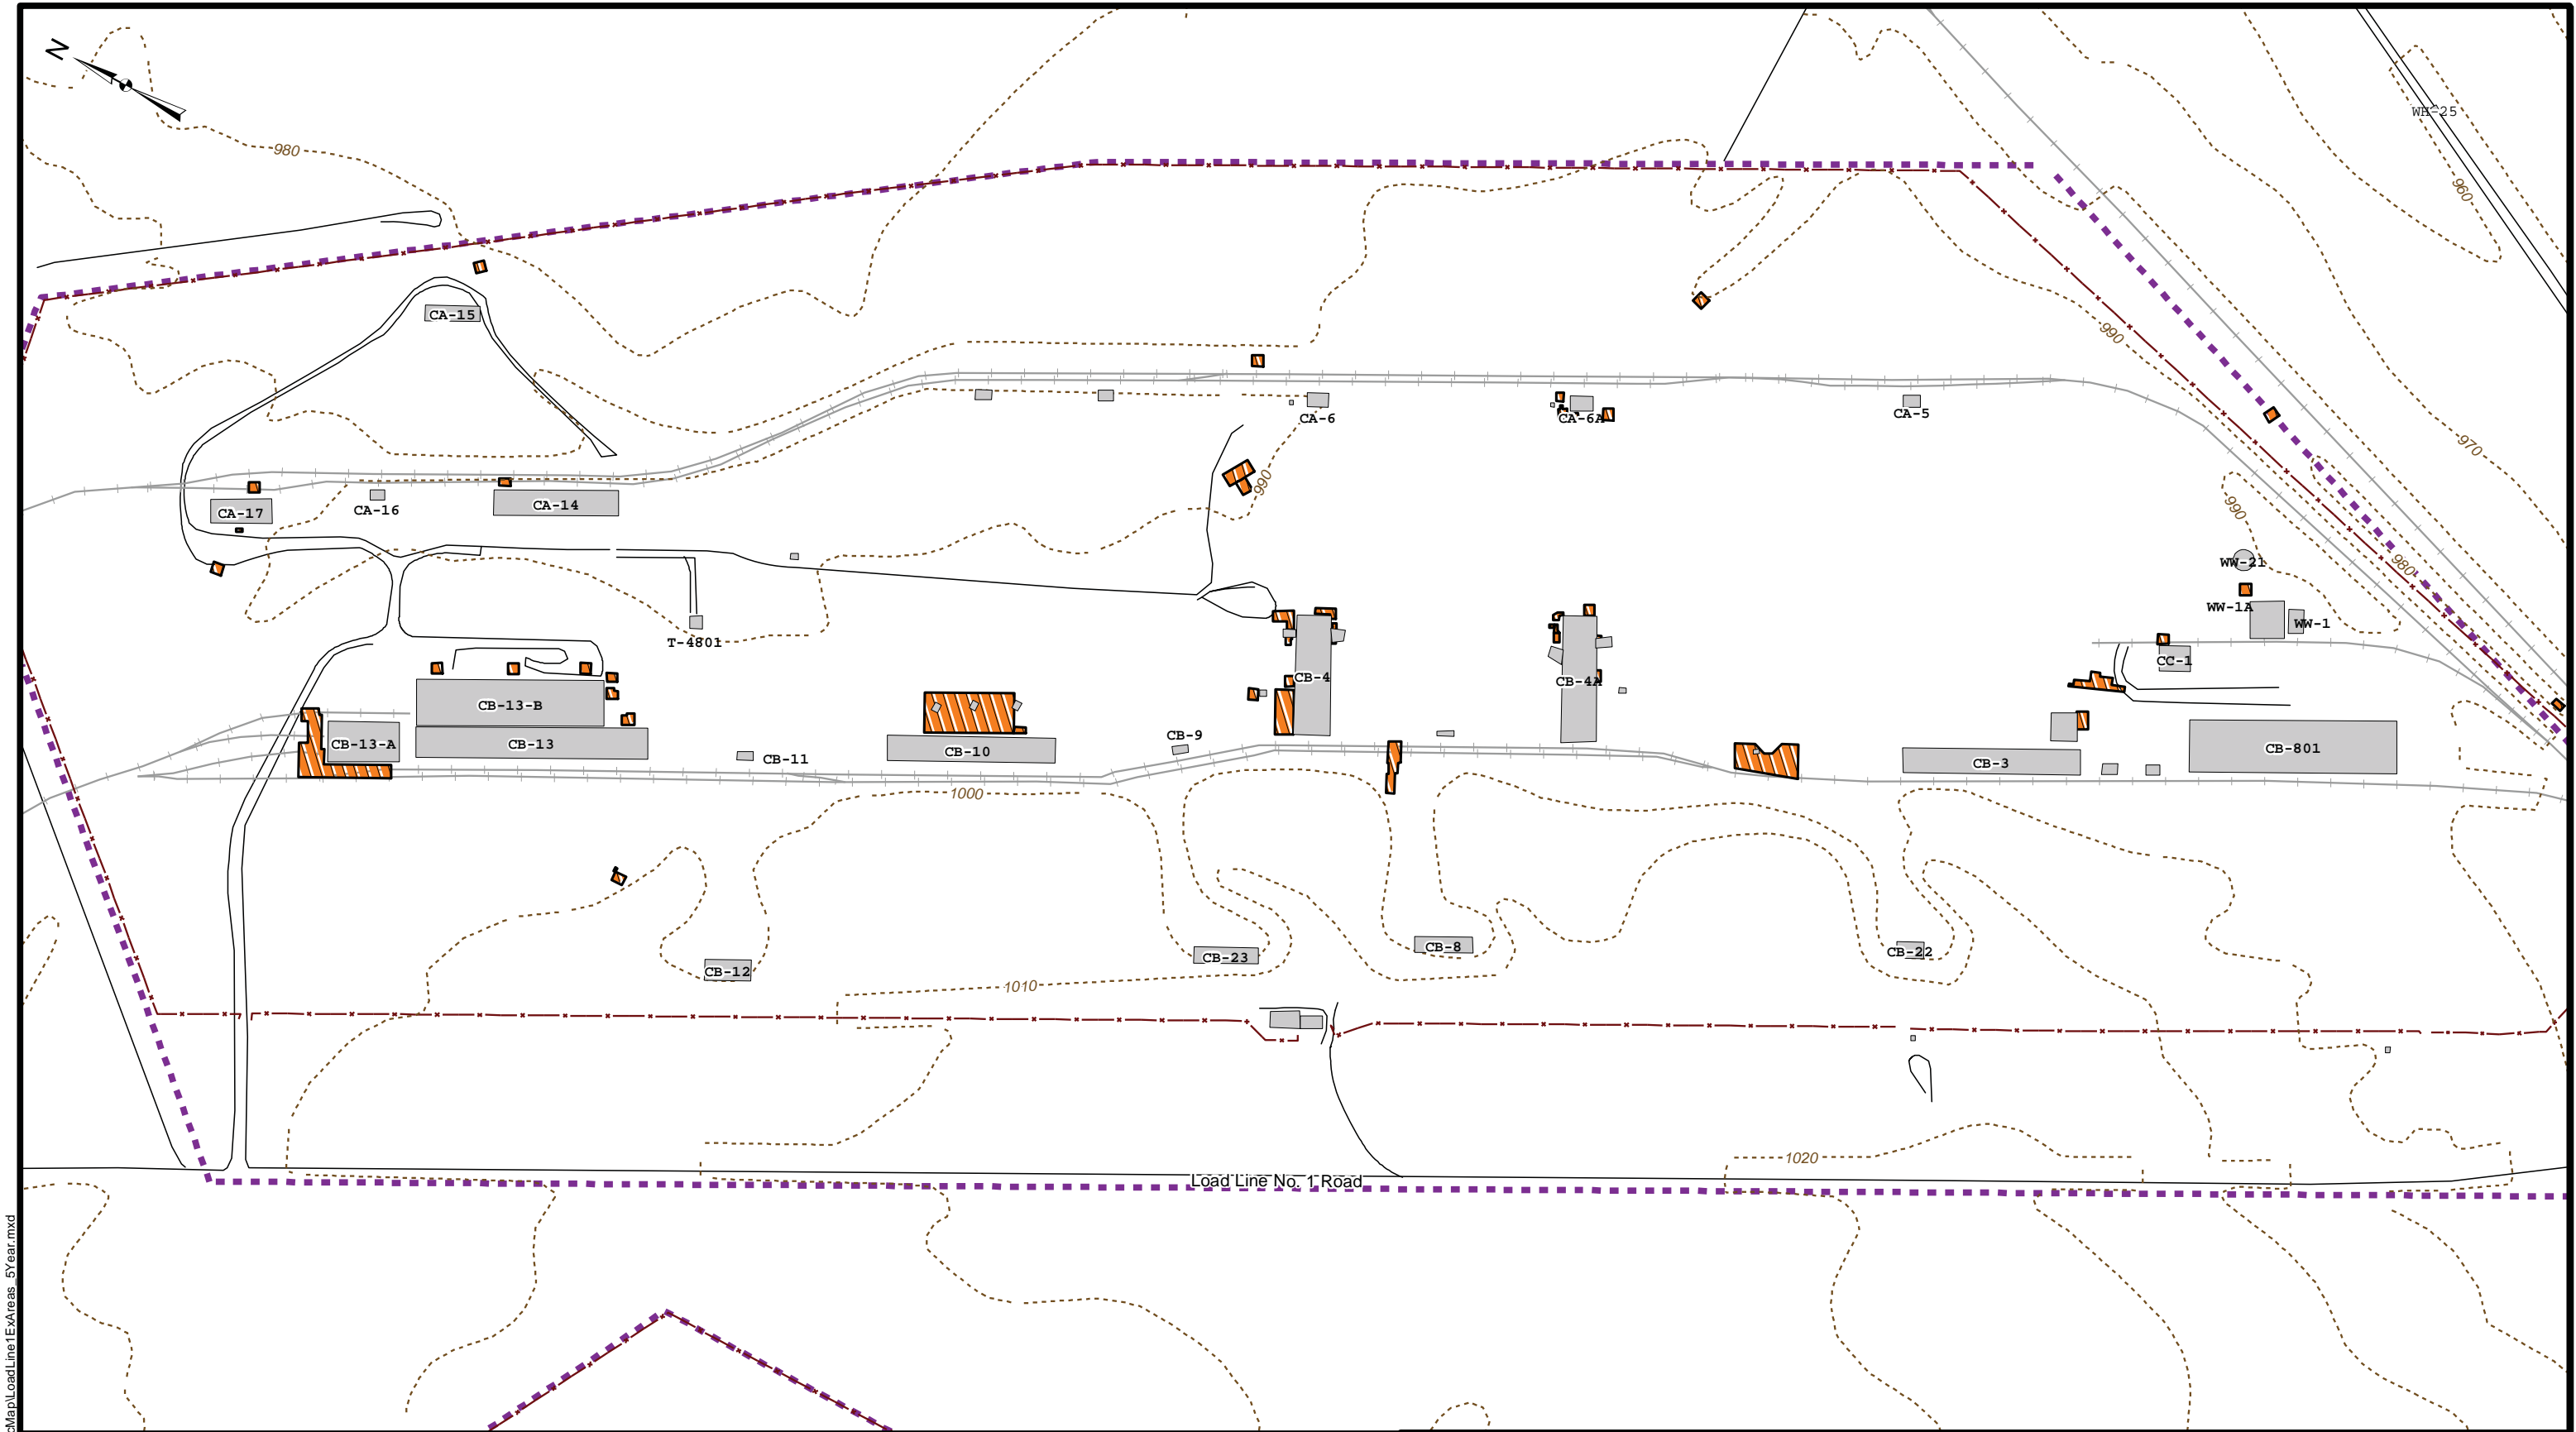 N
WH-25
980
960
CA-15
990
CA-6
CA-6A
CA-5
970
CA-17
CA-16
CA-14
990
990
WW-21
980
WW-1A
WW-1
T-4801
CC-1
CB-4
CB-4A
CB-13-B
CB-13-A
CB-13
CB-11
CB-10
CB-9
CB-3
CB-801
1000
CB-12
CB-23
CB-8
CB-22
1010
1020
Load Line No. 1 Road
cMap\LoadLine1ExAreas_5Year.mxd